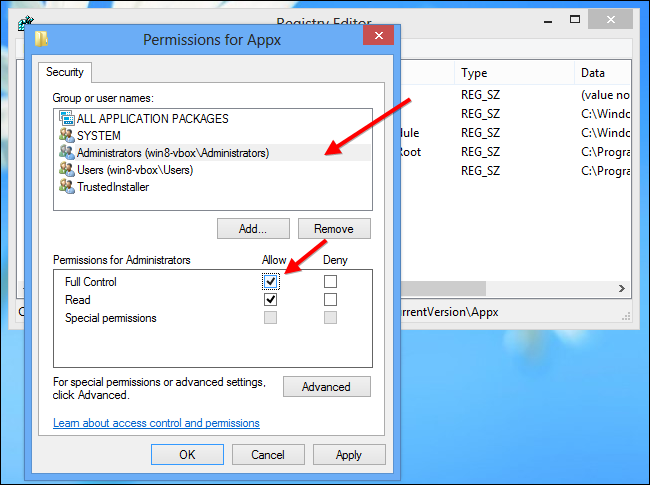 Registry Editor
Permissions for Appx
Security
Group or user names:
ALL APPLICATION PACKAGES
SYSTEM
Administrators (win8-vbox\Administrators)
Users (win8-vbox\Users)
TrustedInstaller
Add...
Remove
Permissions for Administrators
Allow
Deny
Full Control
Read
Special permissions
For special permissions or advanced settings,
click Advanced.
Advanced
Learn about access control and permissions
OK
Cancel
Apply
Type
Data
REG_SZ
(value no
REG_SZ
C:\Windo
dule
REG_SZ
C:\Windo
Root
REG_SZ
C:\Progra
REG_SZ
C:\Progra
C
rrentVersion\Appx